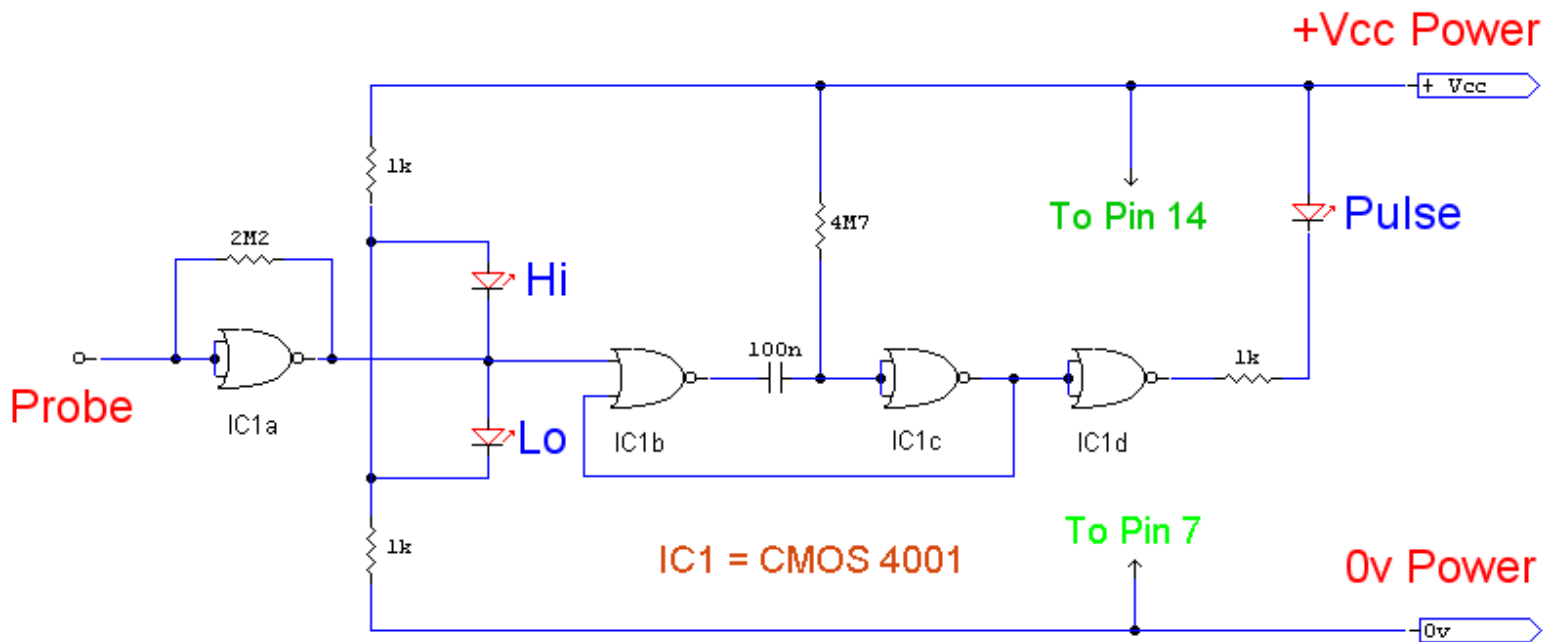 +Vcc Power
+ Vcc
1k
To Pin 14
Pulse
4M7
2M2
Hi
100n
1k
Probe
IC1a
Lo
IC1b
IC1c
IC1d
1k
IC1 = CMOS 4001
To Pin 7
0v Power
0v